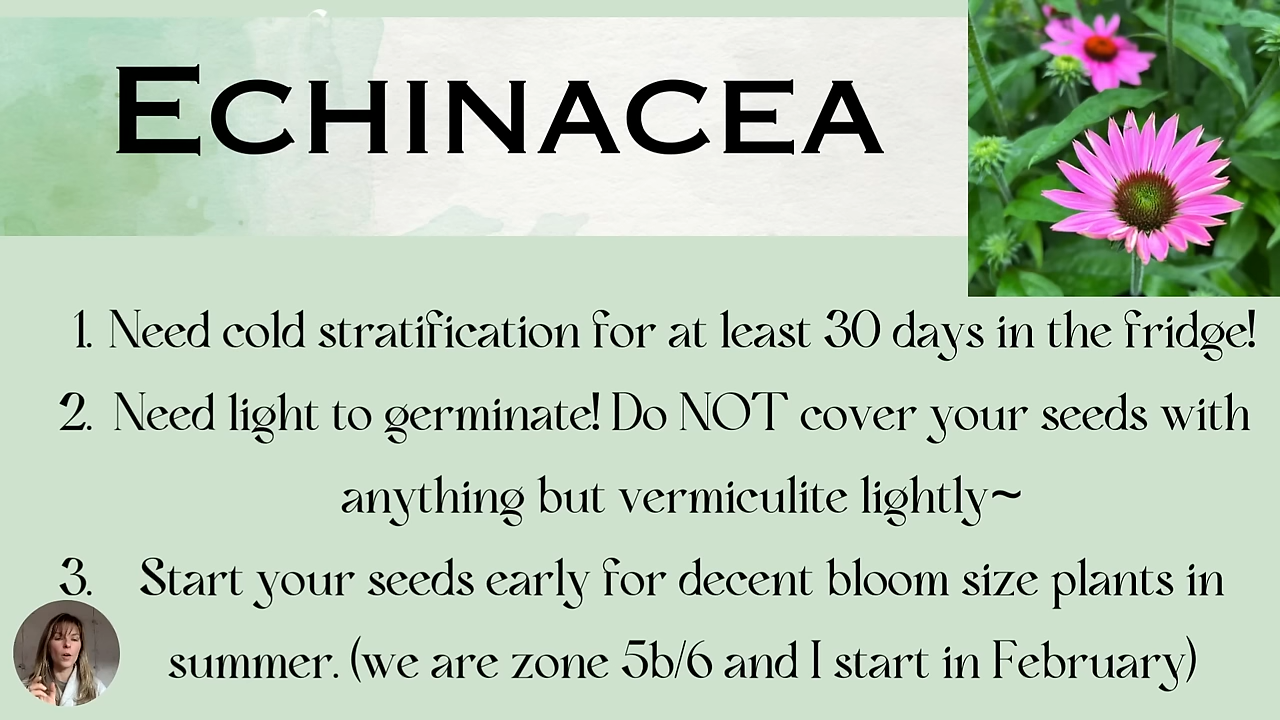 ECHINACEA
1. Need cold stratification for at least 30 days in the fridge!
2. Need light to germinate! Do NOT cover your seeds with
anything but vermiculite lightly~
3. Start your seeds early for decent bloom size plants in
summer. (we are zone 5b/6 and I start in February)